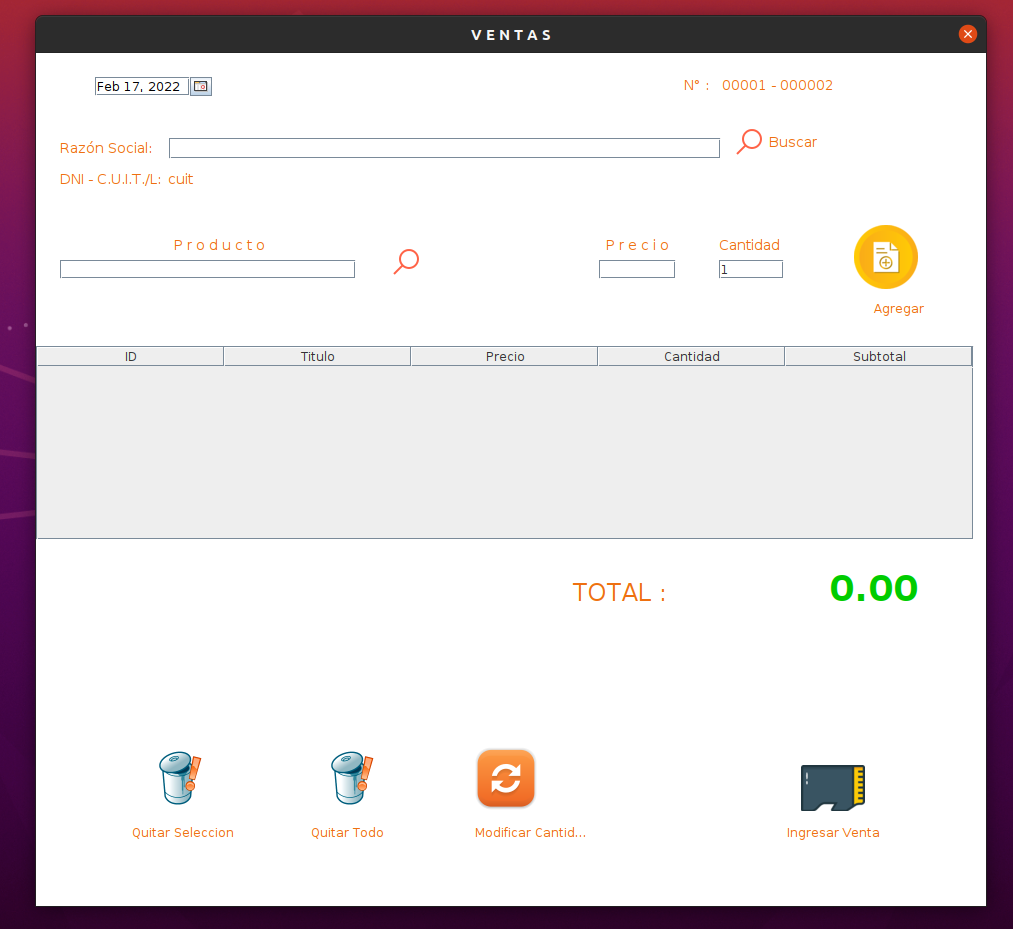 VENTAS
Feb 17, 2022
N° : 00001 - 000002
Razón Social:
Buscar
DNI - C.U.I.T./L: cuit
Producto Precio Cantidad
1
Agregar
ID Titulo Precio Cantidad Subtotal
TOTAL : 0.00
Quitar Seleccion Quitar Todo Modificar Cantid... Ingresar Venta